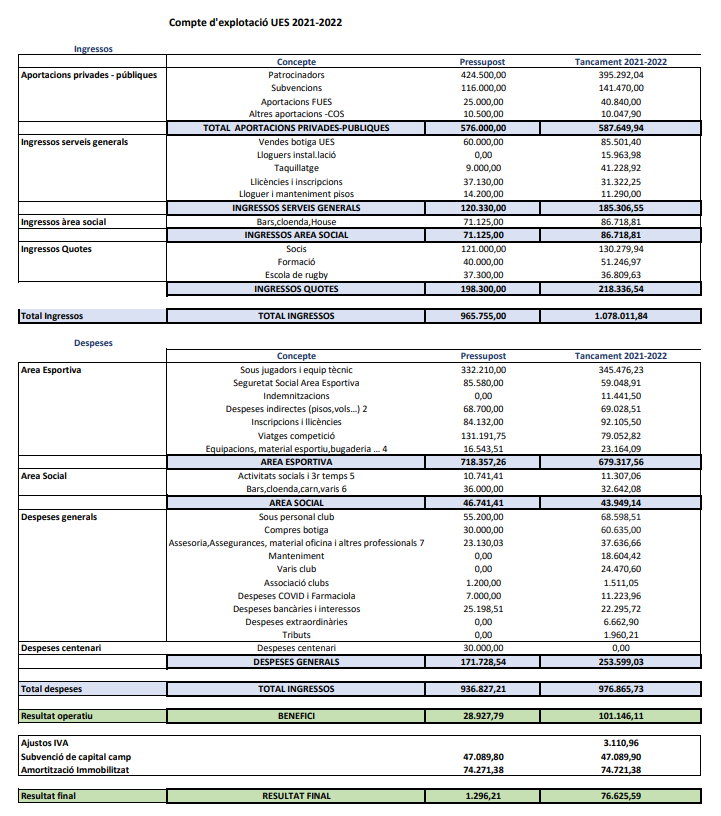 Compte d'explotació UES 2021-2022
Ingressos
Concepte Pressupost Tancament 2021-2022
Aportacions privades - públiques Patrocinadors 424.500,00 395.292,04
Subvencions 116.000,00 141.470,00
Aportacions FUES 25.000,00 40.840,00
Altres aportacions -COS 10.500,00 10.047,90
TOTAL APORTACIONS PRIVADES-PUBLIQUES 576.000,00 587.649,94
Ingressos serveis generals Vendes botiga UES 60.000,00 85.501,40
Lloguers instal.lació 0,00 15.963,98
Taquillatge 9.000,00 41.228,92
Llicències i inscripcions 37.130,00 31.322,25
Lloguer i manteniment pisos 14.200,00 11.290,00
INGRESSOS SERVEIS GENERALS 120.330,00 185.306,55
Ingressos àrea social Bars,cloenda,House 71.125,00 86.718,81
INGRESSOS AREA SOCIAL 71.125,00 86.718,81
Ingressos Quotes Socis 121.000,00 130.279,94
Formació 40.000,00 51.246,97
Escola de rugby 37.300,00 36.809,63
INGRESSOS QUOTES 198.300,00 218.336,54
Total Ingressos TOTAL INGRESSOS 965.755,00 1.078.011,84
Despeses
Concepte Pressupost Tancament 2021-2022
Area Esportiva Sous jugadors i equip tècnic 332.210,00 345.476,23
Seguretat Social Area Esportiva 85.580,00 59.048,91
Indemnitzacions 0,00 11.441,50
Despeses indirectes (pisos,vols...) 2 68.700,00 69.028,51
Inscripcions i llicències 84.132,00 92.105,50
Viatges competició 131.191,75 79.052,82
Equipacions, material esportiu,bugaderia ... 4 16.543,51 23.164,09
AREA ESPORTIVA 718.357,26 679.317,56
Area Social Activitats socials i 3r temps 5 10.741,41 11.307,06
Bars,cloenda,carn,varis 6 36.000,00 32.642,08
AREA SOCIAL 46.741,41 43.949,14
Despeses generals Sous personal club 55.200,00 68.598,51
Compres botiga 30.000,00 60.635,00
Assesoria,Assegurances, material oficina i altres professionals 7 23.130,03 37.636,66
Manteniment 0,00 18.604,42
Varis club 0,00 24.470,60
Associació clubs 1.200,00 1.511,05
Despeses COVID i Farmaciola 7.000,00 11.223,96
Despeses bancàries i interessos 25.198,51 22.295,72
Despeses extraordinàries 0,00 6.662,90
Tributs 0,00 1.960,21
Despeses centenari Despeses centenari 30.000,00 0,00
DESPESES GENERALS 171.728,54 253.599,03
Total despeses TOTAL INGRESSOS 936.827,21 976.865,73
Resultat operatiu BENEFICI 28.927,79 101.146,11
Ajustos IVA 3.110,96
Subvenció de capital camp 47.089,80 47.089,90
Amortització Immobilitzat 74.271,38 74.721,38
Resultat final RESULTAT FINAL 1.296,21 76.625,59